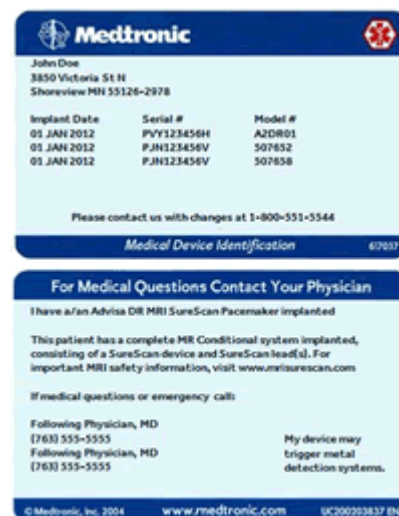 Medtronic
John Doe
3850 Victoria St N
Shoreview MN 55126-2978
Implant Date Serial # Model #
01 JAN 2012 PVY123456H A2DR01
01 JAN 2012 PJN123456V 507652
01 JAN 2012 PJN123456V 507658
Please contact us with changes at 1-800-551-5544
Medical Device Identification 617037
For Medical Questions Contact Your Physician
I have a/an Advisa DR MRI SureScan Pacemaker implanted
This patient has a complete MR Conditional system implanted,
consisting of a SureScan device and SureScan lead(s). For
important MRI safety information, visit www.mrisurescan.com
If medical questions or emergency call:
Following Physician, MD
(763) 555-5555
Following Physician, MD
(763) 555-5555
My device may
trigger metal
detection systems.
© Medtronic, Inc. 2004 www.medtronic.com UC200203837 EN